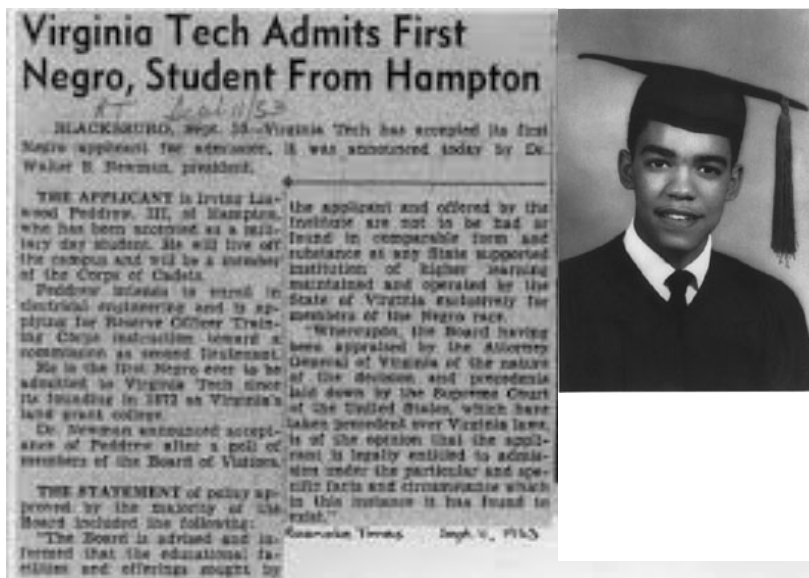 Virginia Tech Admits First
Negro, Student From Hampton
BLACKSBURG, Sept. 10—Virginia Tech has accepted its first
Negro applicant for admission, it was announced today by Dr.
Walter S. Newman, president.
THE APPLICANT is Irving Lin-
wood Peddrew, III, of Hampton,
who has been accepted as a mili-
tary day student. He will live off
the campus and will be a member
of the Corps of Cadets.
Peddrew intends to enroll in
electrical engineering and is ap-
plying for Reserve Officer Train-
ing Corps instruction toward a
commission as second lieutenant.
He is the first Negro ever to be
admitted to Virginia Tech since
its founding in 1872 as Virginia's
land grant college.
Dr. Newman announced accept-
ance of Peddrew after a poll of
members of the Board of Visitors.
THE STATEMENT of policy ap-
proved by the majority of the
Board included the following:
"The Board is advised and in-
formed that the educational fa-
cilities and offerings sought by
the applicant and offered by the
Institute are not to be had or
found in comparable form and
substance at any State supported
institution of higher learning
maintained and operated by the
State of Virginia exclusively for
members of the Negro race.
"Whereupon, the Board having
been appraised by the Attorney
General of Virginia of the nature
of the decision and precedents
laid down by the Supreme Court
of the United States, which have
taken precedent over Virginia laws,
is of the opinion that the appli-
cant is legally entitled to admis-
sion under the particular and spe-
cific facts and circumstance which
in this instance it has found to
exist."
Roanoke Times Sept. 11, 1953